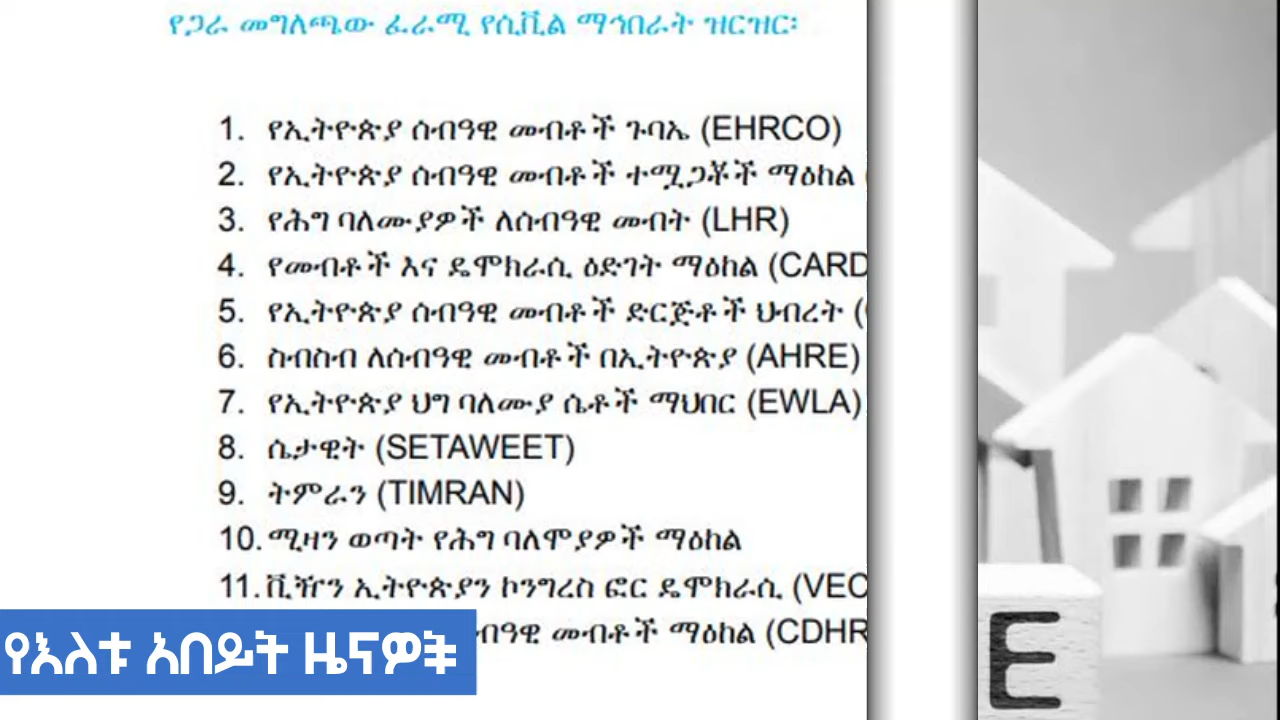 የጋራ መግለጫው ፈራሚ የሲቪል ማኅበራት ዝርዝር፡
1. የኢትዮጵያ ሰብዓዊ መብቶች ጉባኤ (EHRCO)
2. የኢትዮጵያ ሰብዓዊ መብቶች ተሟጋቾች ማዕከል
3. የሕግ ባለሙያዎች ለሰብዓዊ መብት (LHR)
4. የመብቶች እና ዴሞክራሲ ዕድገት ማዕከል (CARD
5. የኢትዮጵያ ሰብዓዊ መብቶች ድርጅቶች ህብረት (
6. ስብስብ ለሰብዓዊ መብቶች በኢትዮጵያ (AHRE)
7. የኢትዮጵያ ህግ ባለሙያ ሴቶች ማህበር (EWLA)
8. ሴታዊት (SETAWEET)
9. ትምራን (TIMRAN)
10. ሚዛን ወጣት የሕግ ባለሞያዎች ማዕከል
11. ቪዥን ኢትዮጵያን ኮንግረስ ፎር ዴሞክራሲ (VEC
ብዓዊ መብቶች ማዕከል (CDHR
የእለቱ አበይት ዜናዎት
E